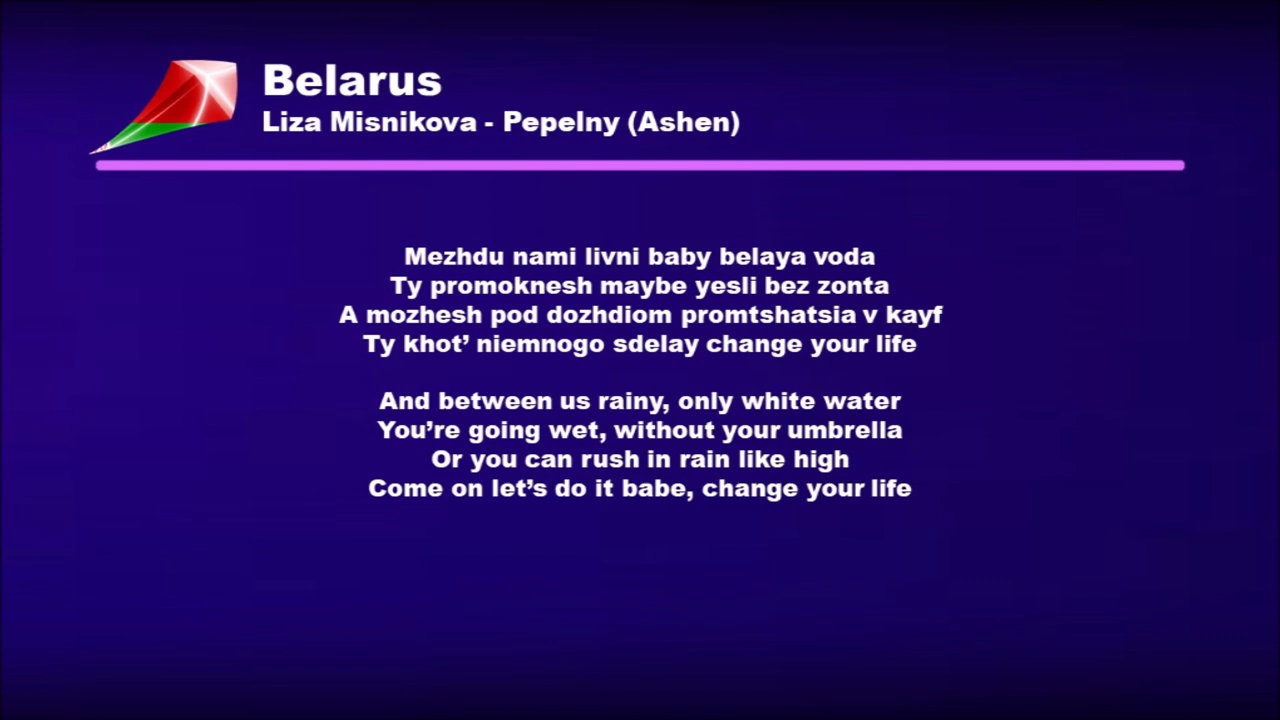 Belarus
Liza Misnikova - Pepelny (Ashen)
Mezhdu nami livni baby belaya voda
Ty promoknesh maybe yesli bez zonta
A mozhesh pod dozhdiom promtshatsia v kayf
Ty khot’ niemnogo sdelay change your life
And between us rainy, only white water
You’re going wet, without your umbrella
Or you can rush in rain like high
Come on let’s do it babe, change your life